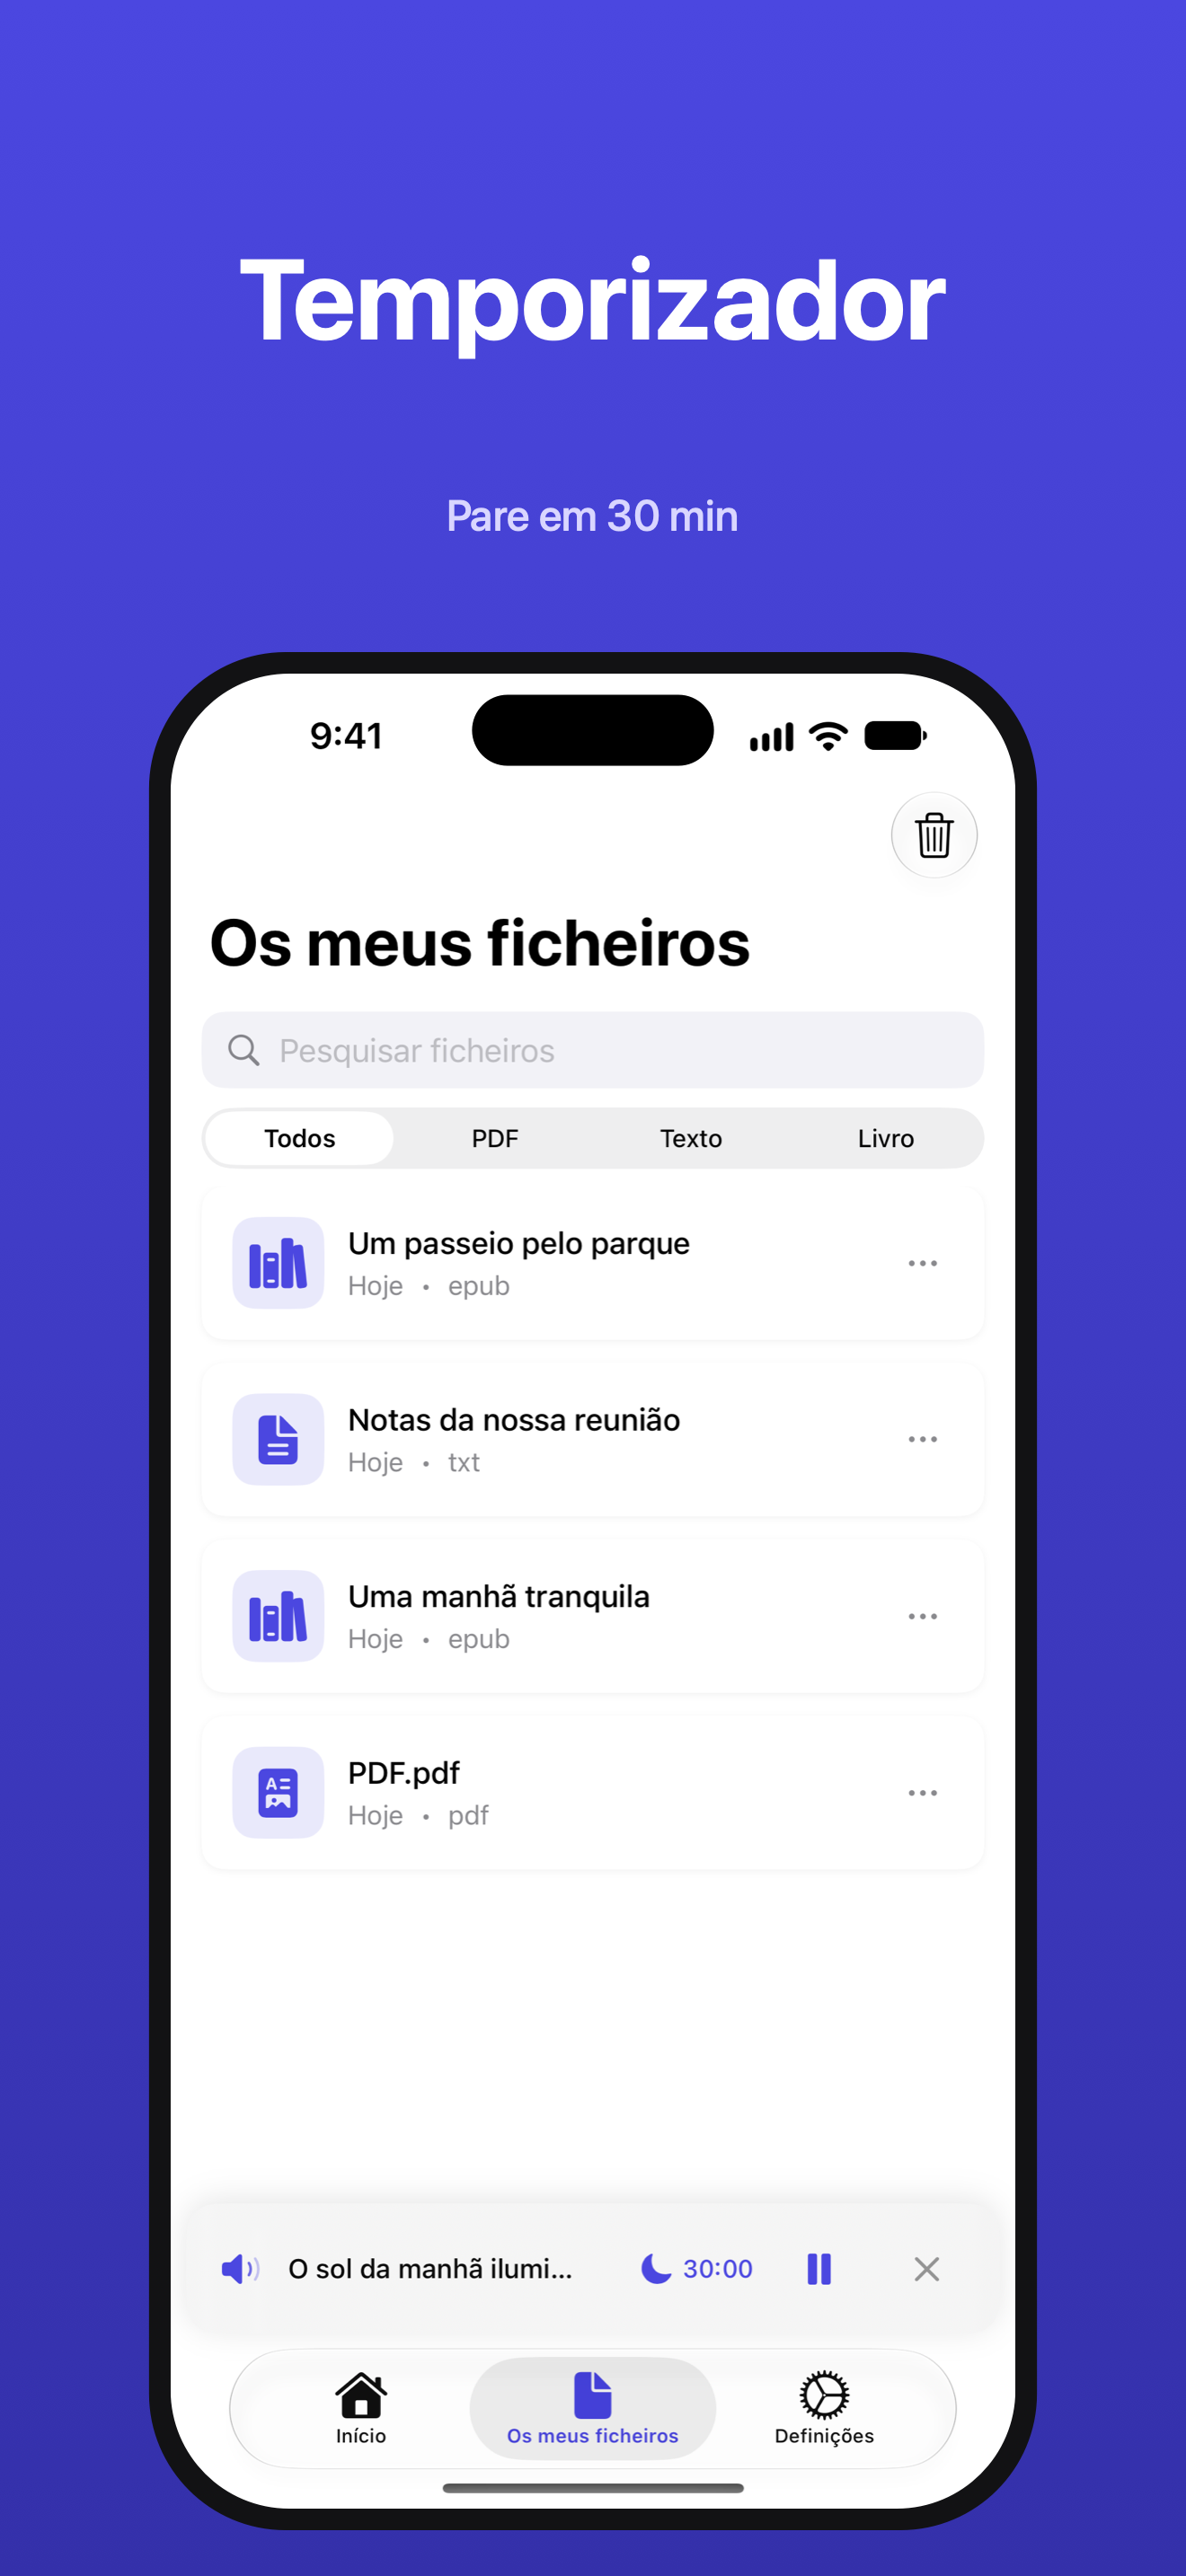 Temporizador
Pare em 30 min
9:41
Os meus ficheiros
Pesquisar ficheiros
Todos PDF Texto Livro
Um passeio pelo parque
Hoje • epub
Notas da nossa reunião
Hoje • txt
Uma manhã tranquila
Hoje • epub
PDF.pdf
Hoje • pdf
O sol da manhã ilumi... 30:00
Início Os meus ficheiros Definições